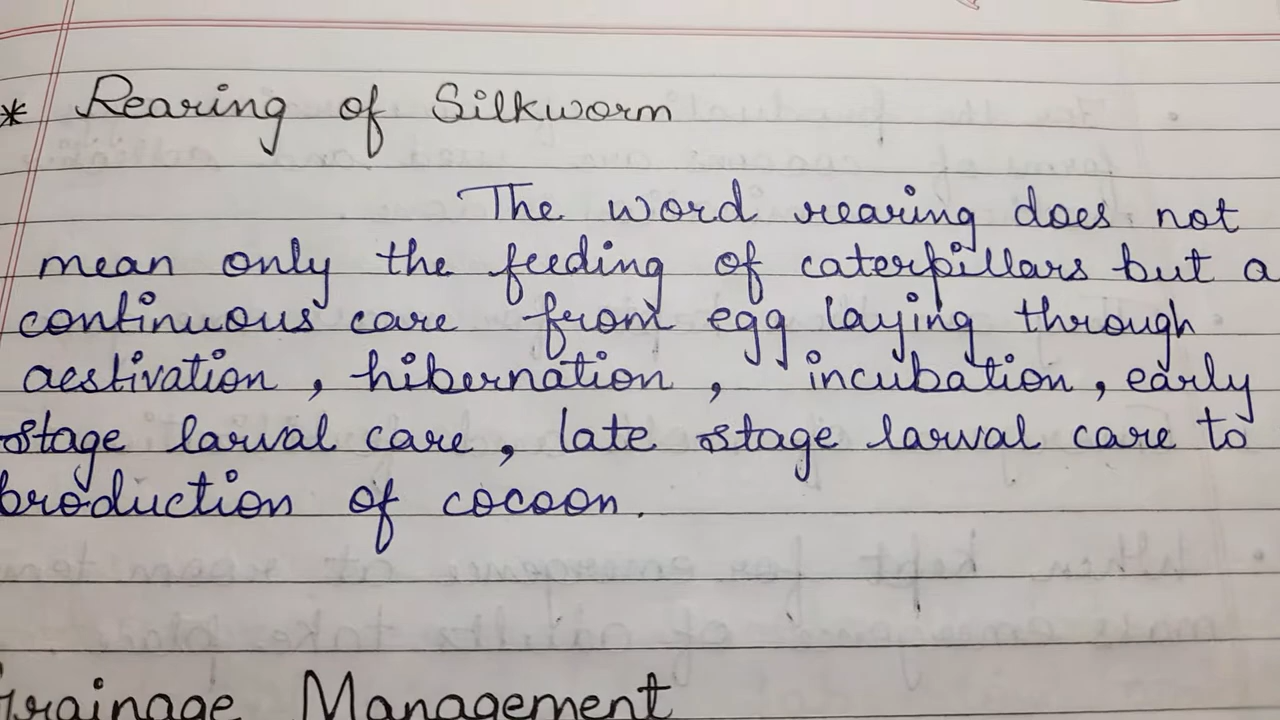 * Rearing of Silkworm
The word rearing does not
mean only the feeding of caterpillars but a
continuous care from egg laying through
aestivation, hibernation, incubation, early
stage larval care, late stage larval care to
production of cocoon.
Management